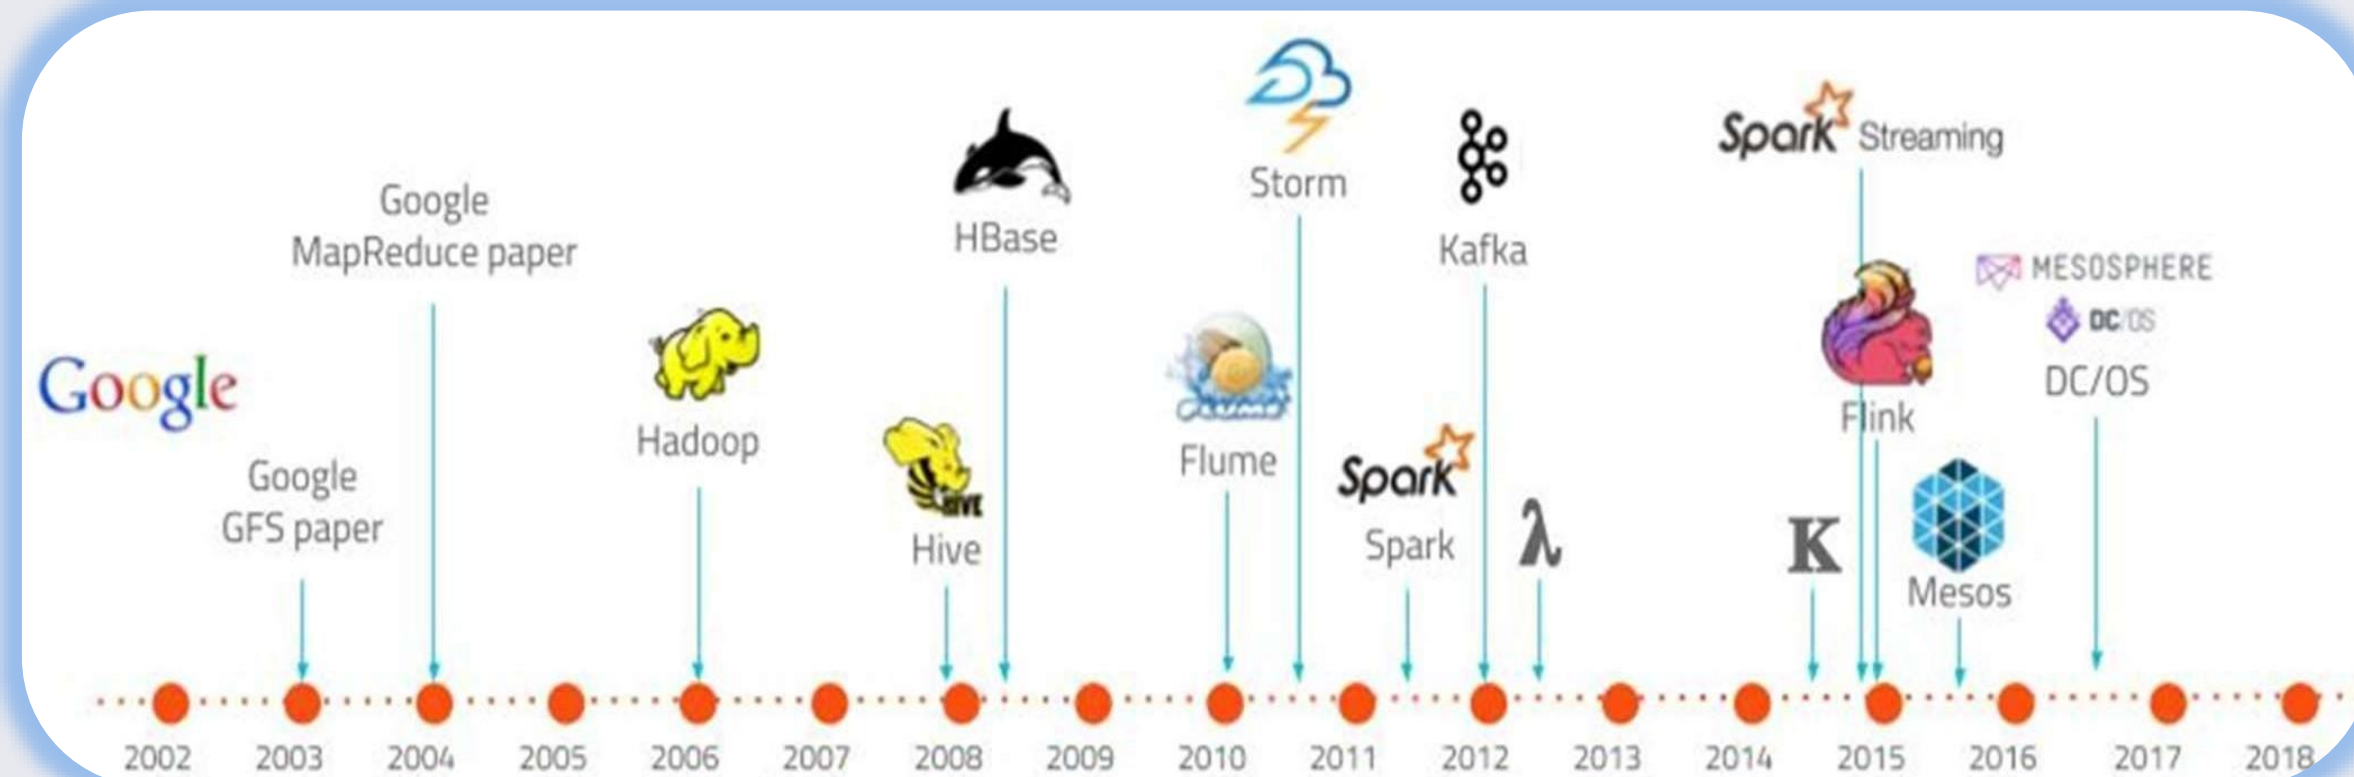 Google
Google
GFS paper
Google
MapReduce paper
Hadoop
HIVE
Hive
HBase
flume
Flume
Storm
Spark
Spark
Kafka
λ
K
Spark Streaming
Flink
Mesos
MESOSPHERE
DC/OS
DC/OS
2002 2003 2004 2005 2006 2007 2008 2009 2010 2011 2012 2013 2014 2015 2016 2017 2018